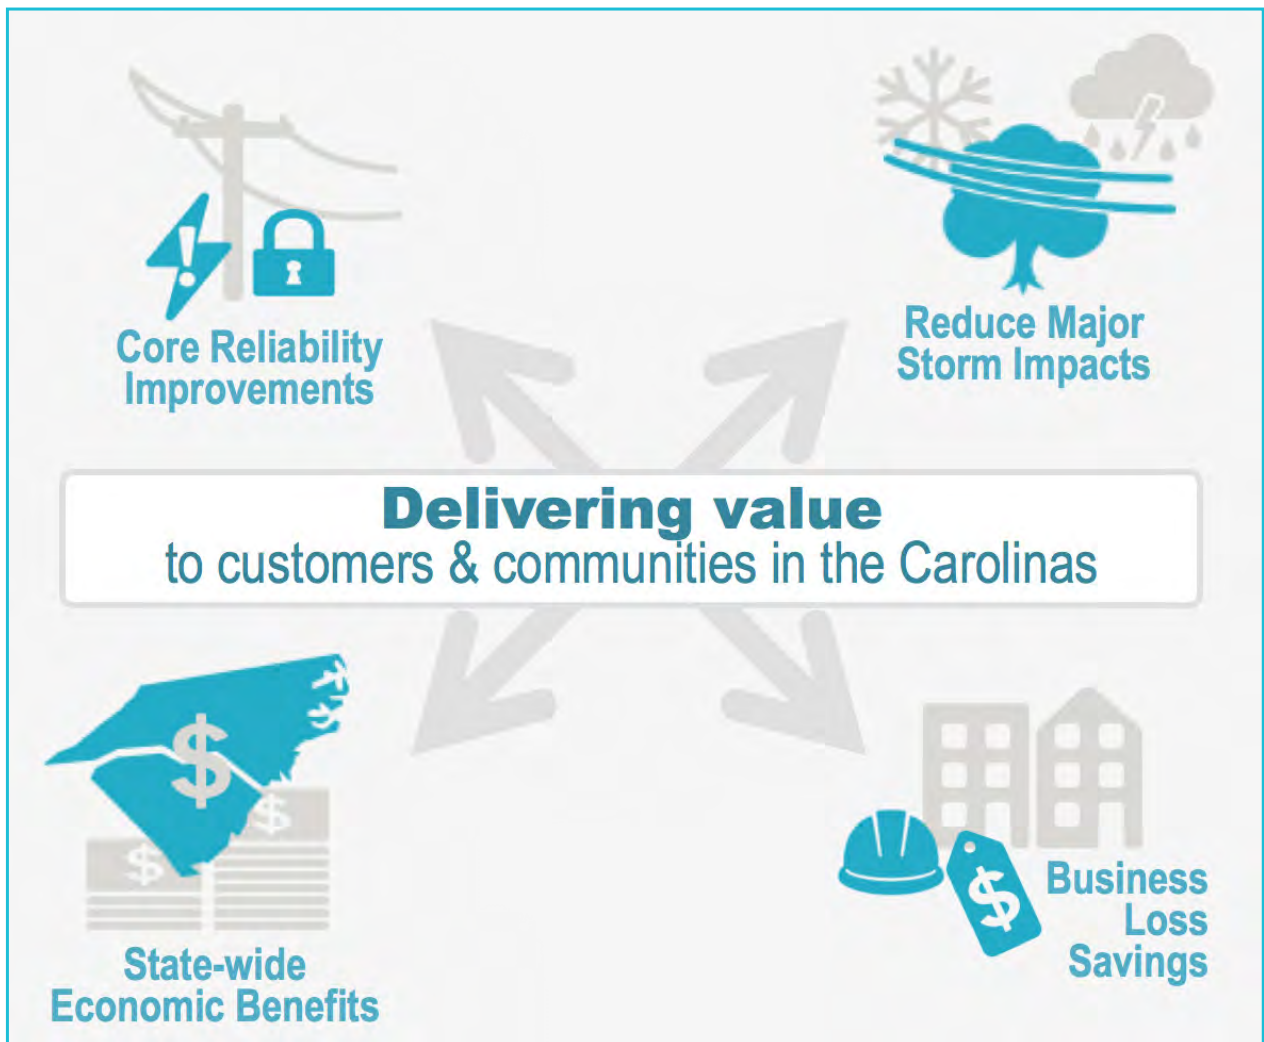 Core Reliability
Improvements
Reduce Major
Storm Impacts
Delivering value
to customers & communities in the Carolinas
$
$
$
State-wide
Economic Benefits
$
Business
Loss
Savings